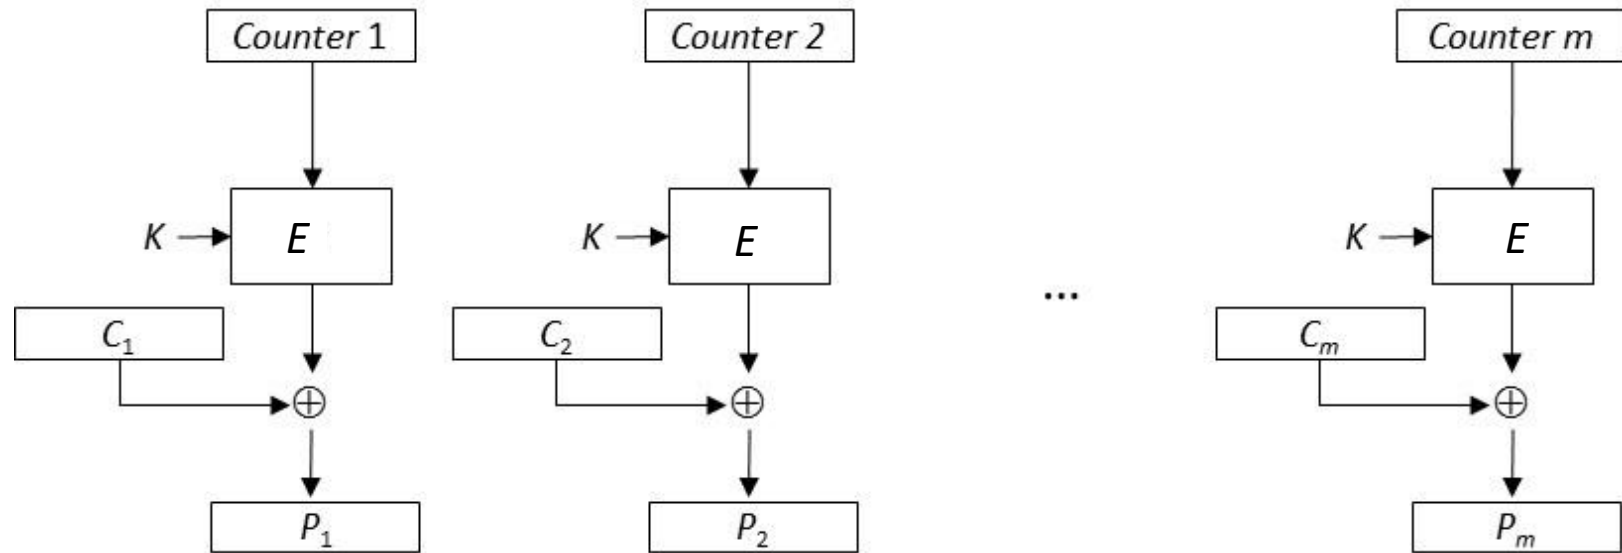 Counter 1 Counter 2 Counter m
K E K E ... K E
C₁ C₂ Cₘ
⊕ ⊕ ⊕
P₁ P₂ Pₘ